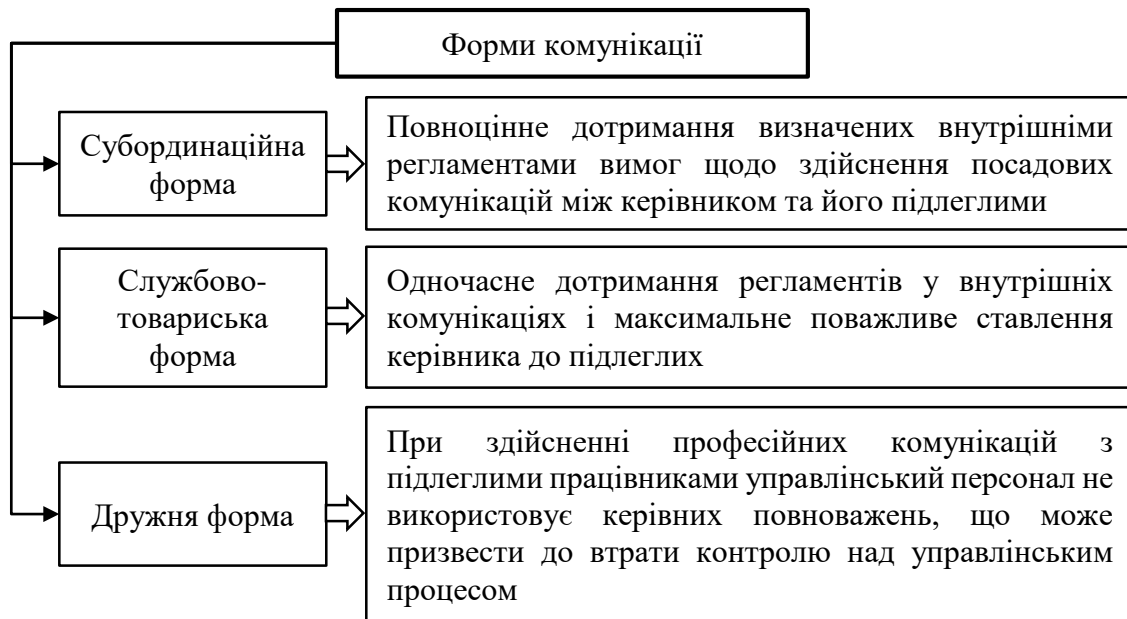 Форми комунікації
Субординаційна
форма
Повноцінне дотримання визначених внутрішніми
регламентами вимог щодо здійснення посадових
комунікацій між керівником та його підлеглими
Службово-
товариська
форма
Одночасне дотримання регламентів у внутрішніх
комунікаціях і максимальне поважливе ставлення
керівника до підлеглих
Дружня форма
При здійсненні професійних комунікацій з
підлеглими працівниками управлінський персонал не
використовує керівних повноважень, що може
призвести до втрати контролю над управлінським
процесом